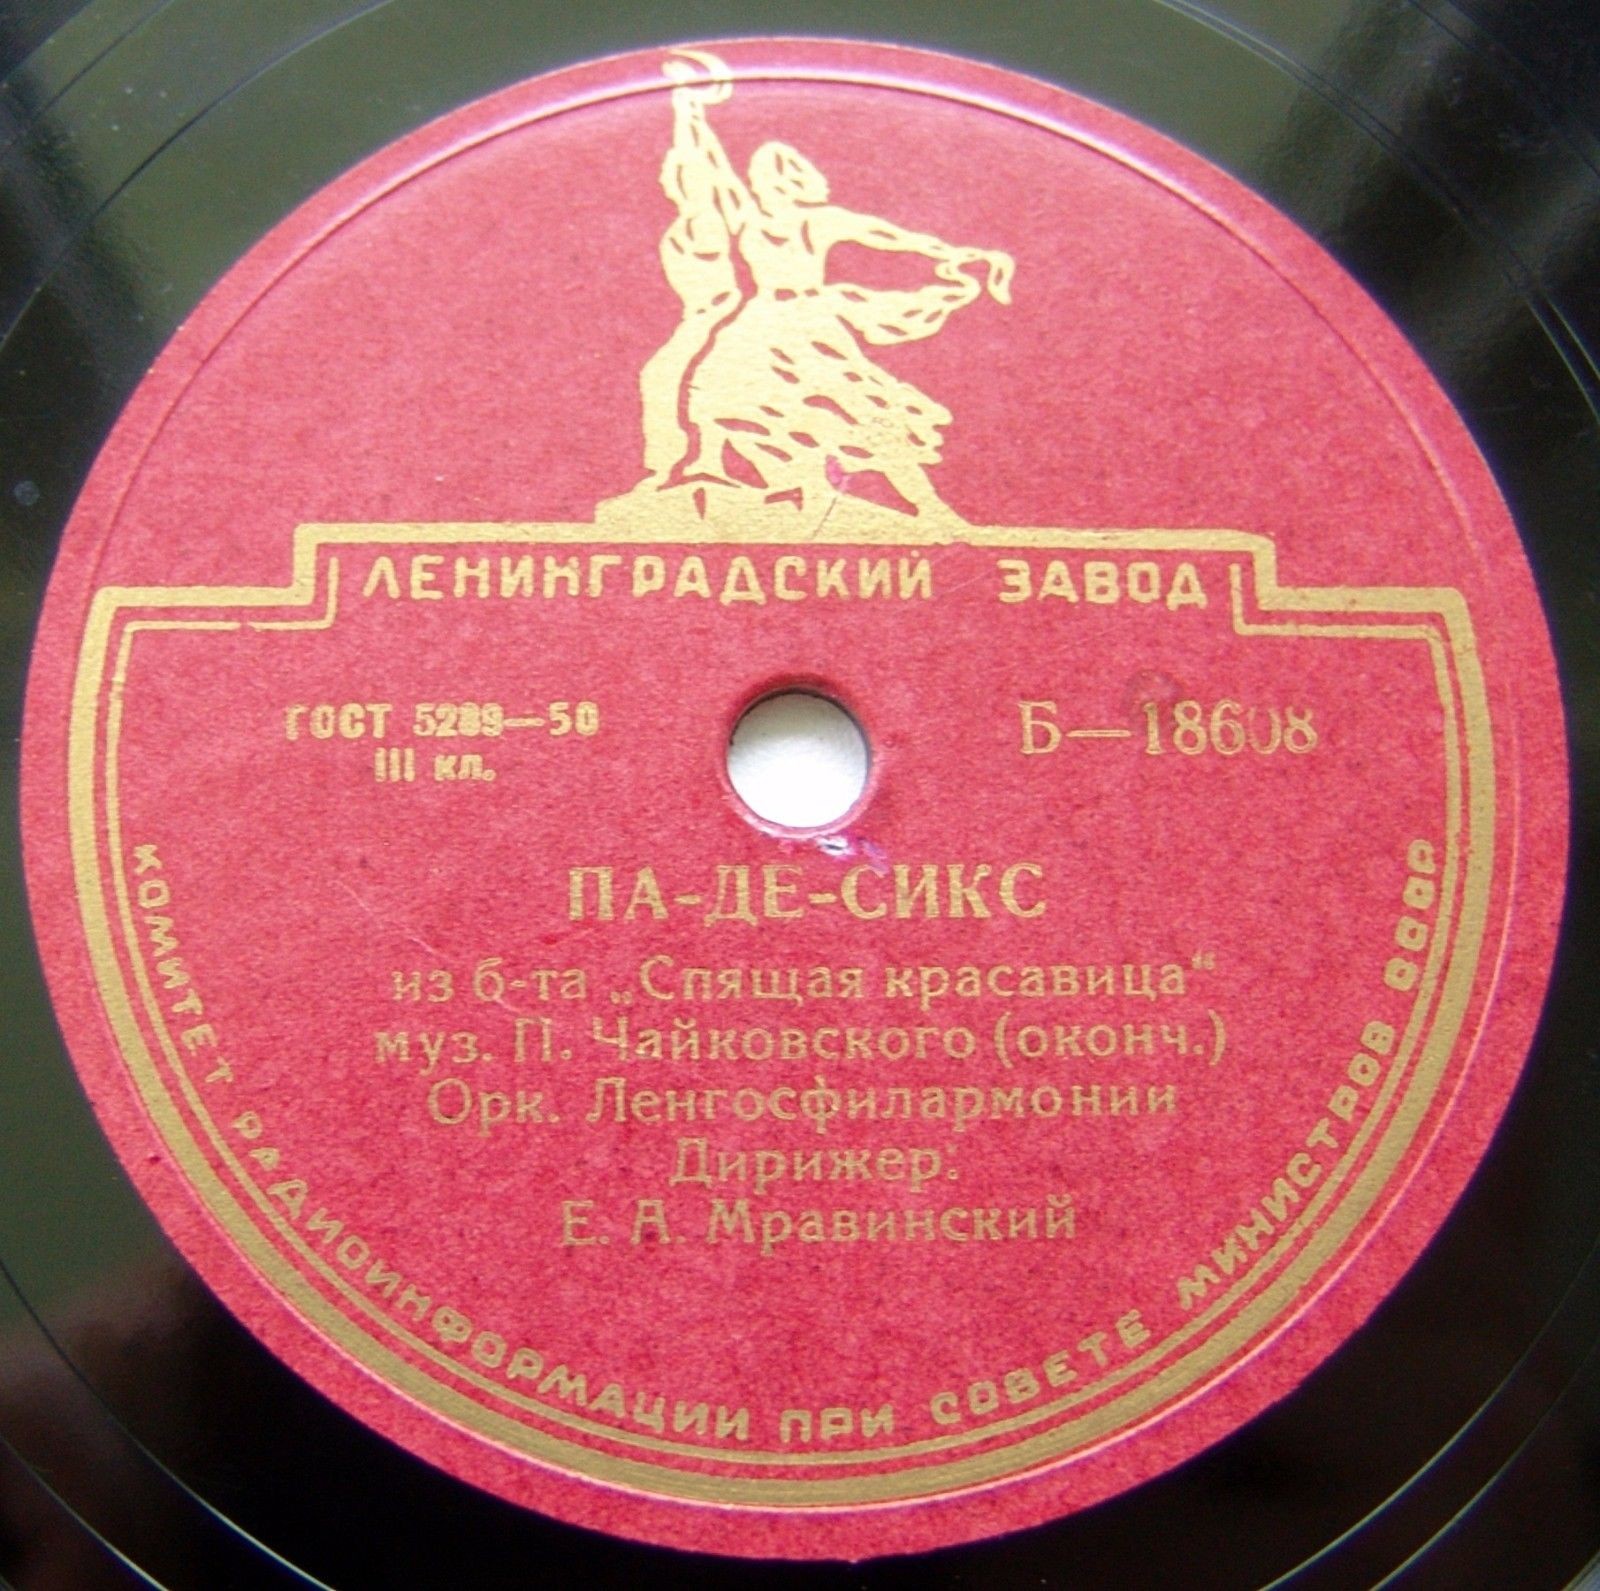 ЛЕНИНГРАДСКИЙ ЗАВОД
ГОСТ 5289—50
III кл.
Б—18608
ПА-ДЕ-СИКС
из б-та „Спящая красавица“
муз. П. Чайковского (оконч.)
Орк. Ленгосфилармонии
Дирижер:
Е. А. Мравинский
КОМИТЕТ РАДИОИНФОРМАЦИИ ПРИ СОВЕТЕ МИНИСТРОВ СССР